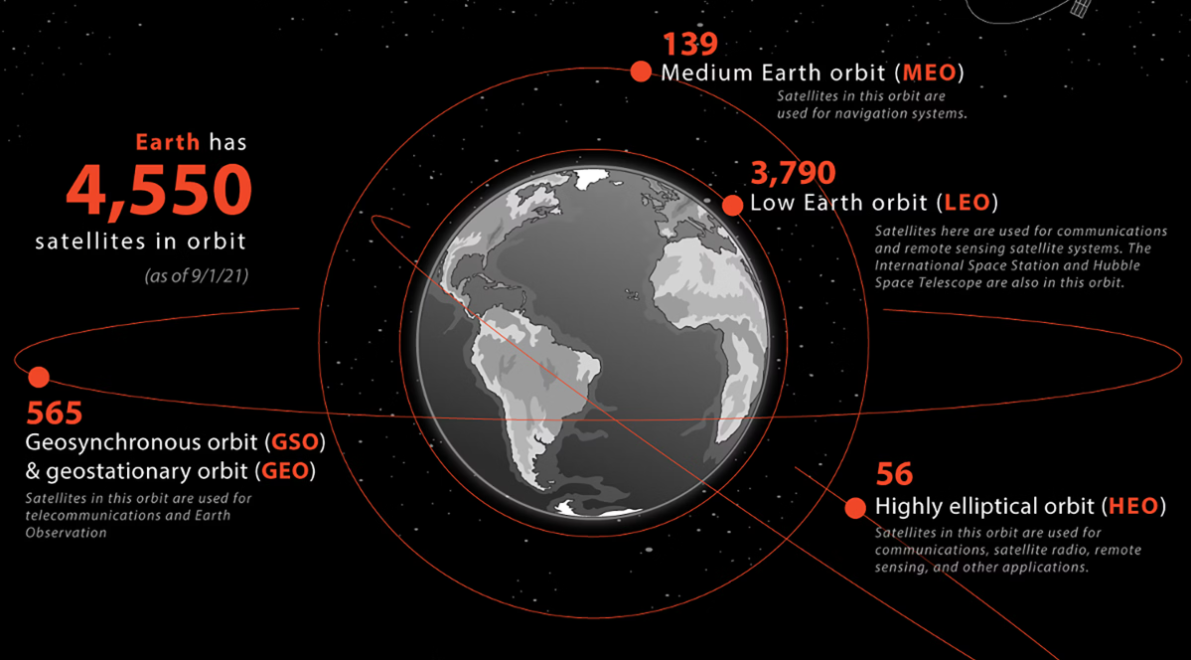 139
Medium Earth orbit (MEO)
Satellites in this orbit are
used for navigation systems.
Earth has
4,550
satellites in orbit
(as of 9/1/21)
3,790
Low Earth orbit (LEO)
Satellites here are used for communications
and remote sensing satellite systems. The
International Space Station and Hubble
Space Telescope are also in this orbit.
565
Geosynchronous orbit (GSO)
& geostationary orbit (GEO)
Satellites in this orbit are used for
telecommunications and Earth
Observation
56
Highly elliptical orbit (HEO)
Satellites in this orbit are used for
communications, satellite radio, remote
sensing, and other applications.